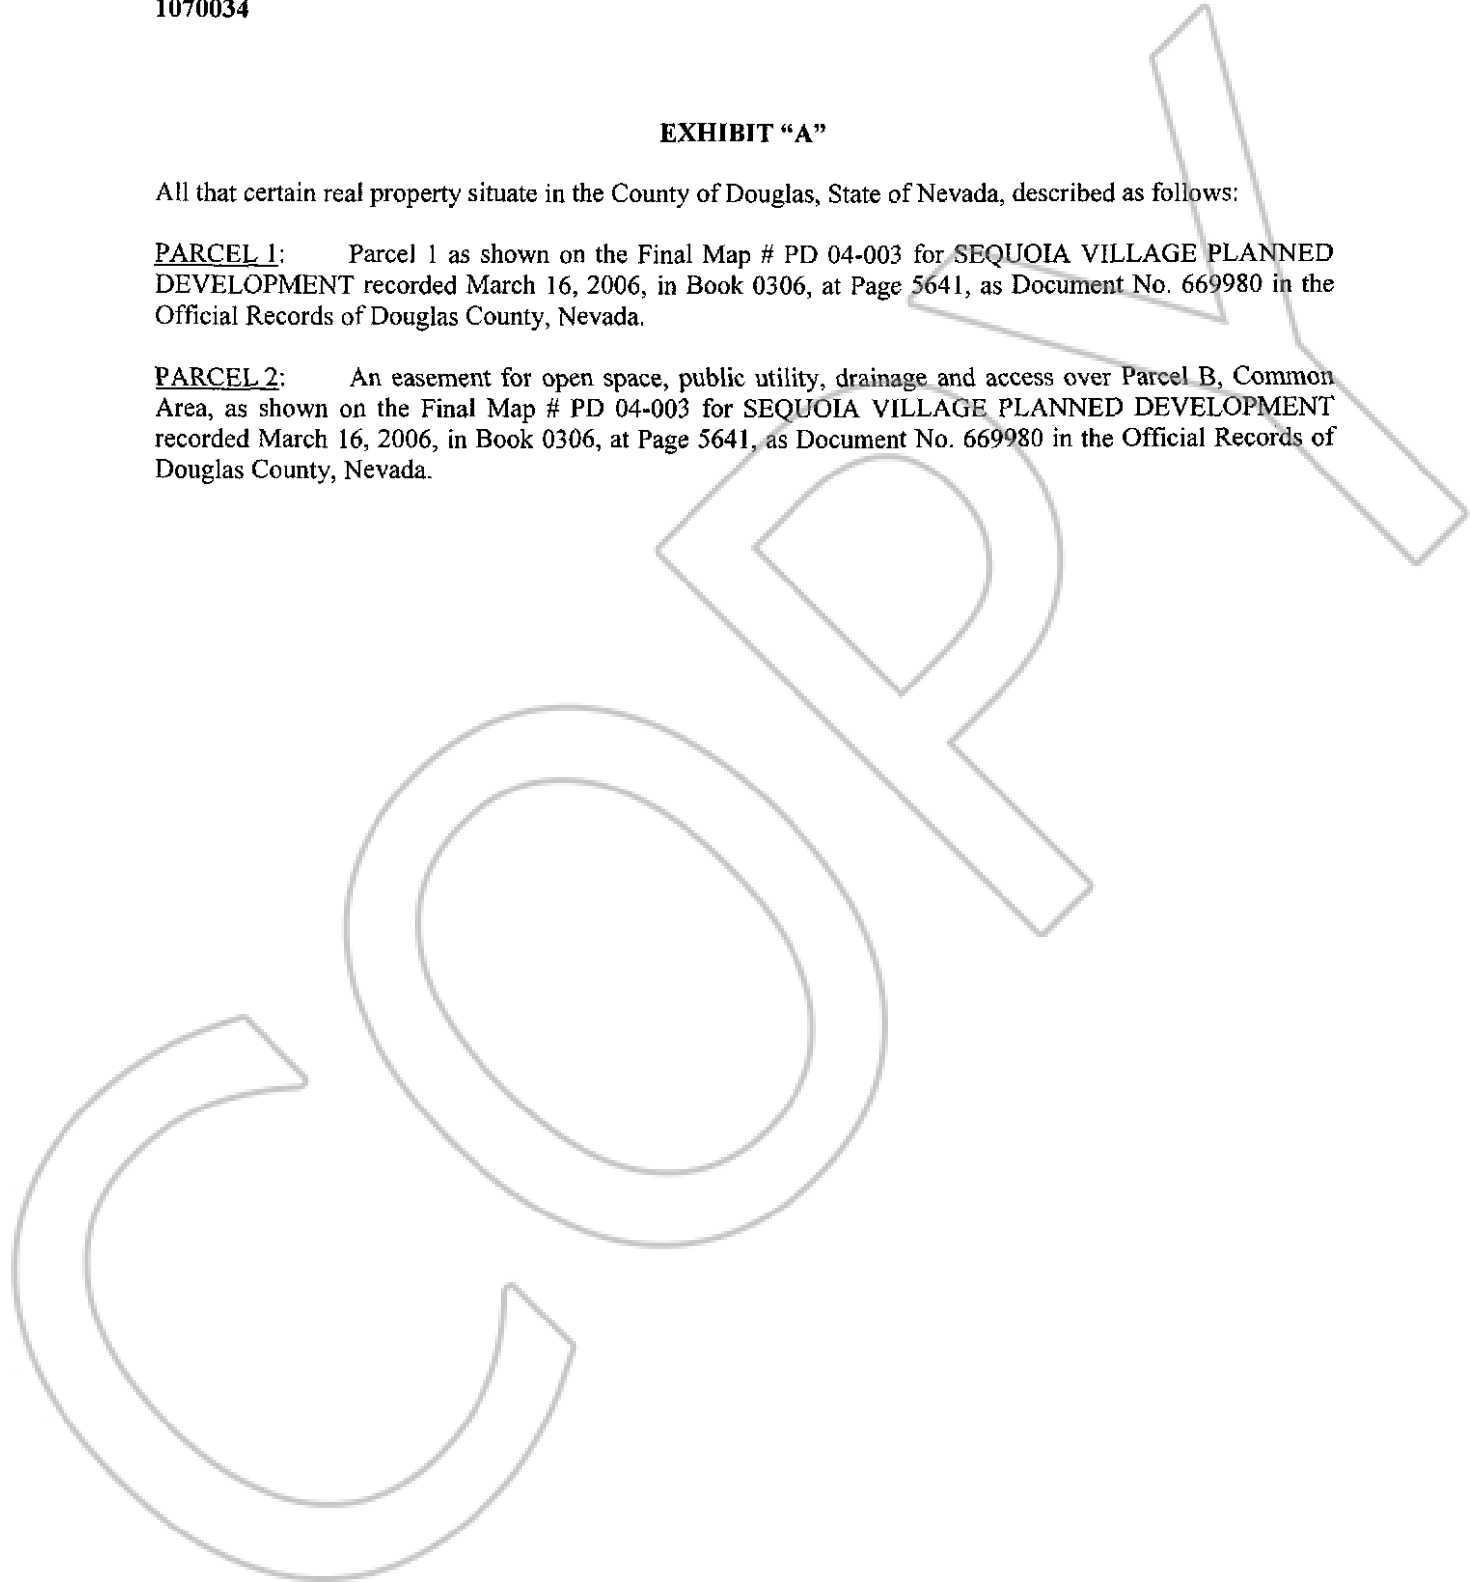 1070034
EXHIBIT “A”
All that certain real property situate in the County of Douglas, State of Nevada, described as follows:
PARCEL 1: Parcel 1 as shown on the Final Map # PD 04-003 for SEQUOIA VILLAGE PLANNED
DEVELOPMENT recorded March 16, 2006, in Book 0306, at Page 5641, as Document No. 669980 in the
Official Records of Douglas County, Nevada.
PARCEL 2: An easement for open space, public utility, drainage and access over Parcel B, Common
Area, as shown on the Final Map # PD 04-003 for SEQUOIA VILLAGE PLANNED DEVELOPMENT
recorded March 16, 2006, in Book 0306, at Page 5641, as Document No. 669980 in the Official Records of
Douglas County, Nevada.
COPY